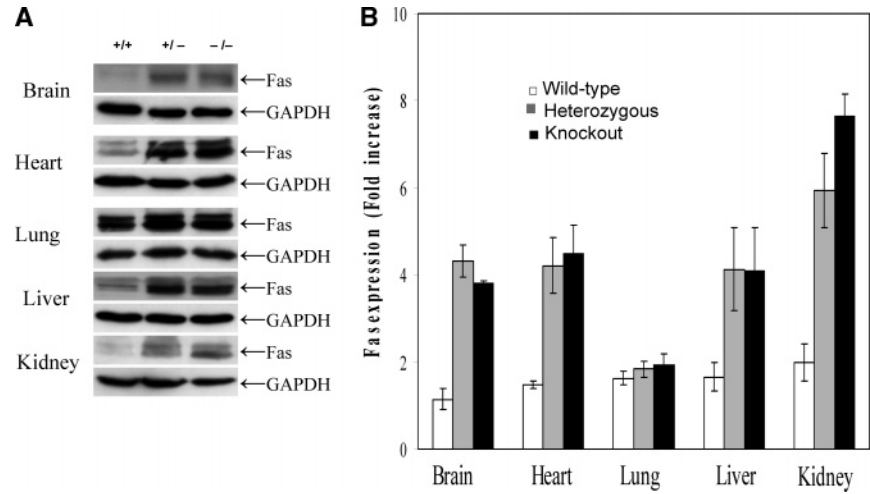 A
+/+ +/− −/−
Brain
←Fas
←GAPDH
Heart
←Fas
←GAPDH
Lung
←Fas
←GAPDH
Liver
←Fas
←GAPDH
Kidney
←Fas
←GAPDH
B
Fas expression (Fold increase)
10
8
6
4
2
0
Wild-type
Heterozygous
Knockout
Brain Heart Lung Liver Kidney